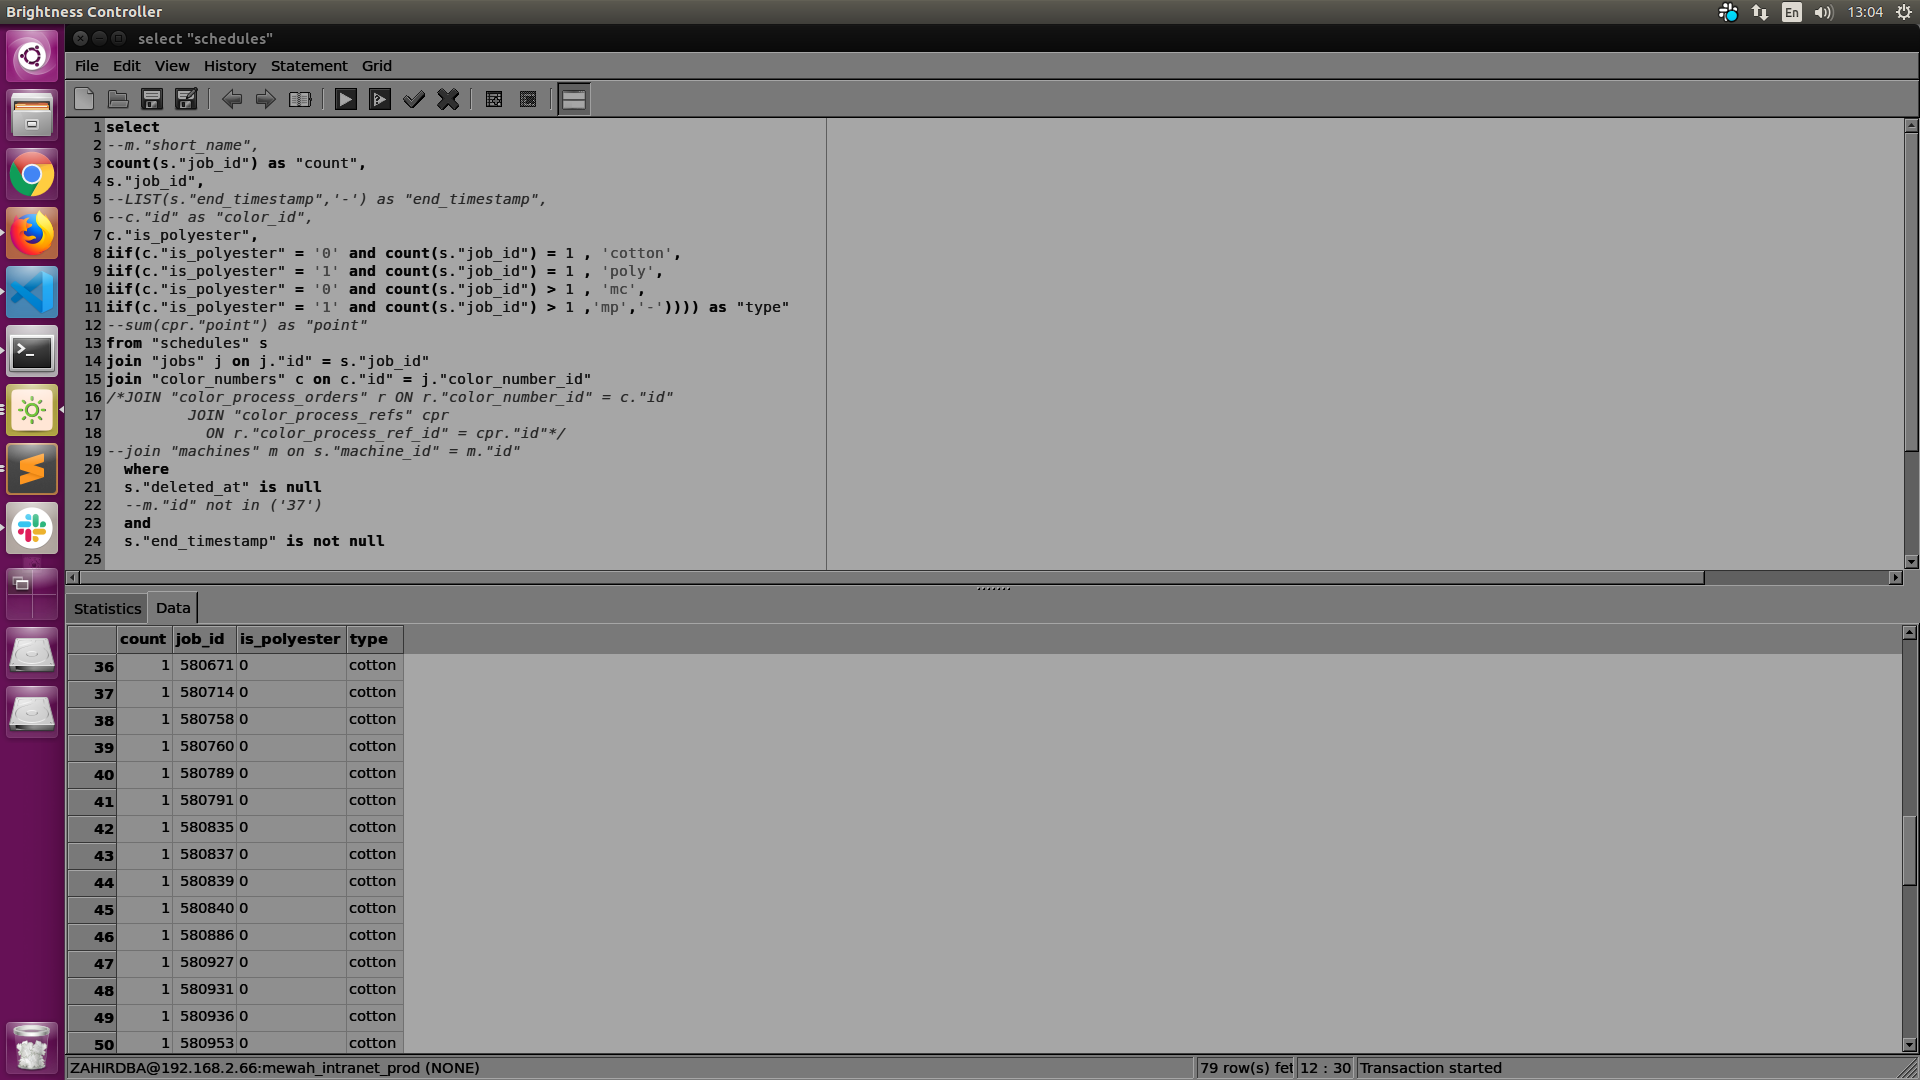 Brightness Controller
En 13:04
select "schedules"
File Edit View History Statement Grid
1 select
2 --m."short_name",
3 count(s."job_id") as "count",
4 s."job_id",
5 --LIST(s."end_timestamp",'-') as "end_timestamp",
6 --c."id" as "color_id",
7 c."is_polyester",
8 iif(c."is_polyester" = '0' and count(s."job_id") = 1 , 'cotton',
9 iif(c."is_polyester" = '1' and count(s."job_id") = 1 , 'poly',
10 iif(c."is_polyester" = '0' and count(s."job_id") > 1 , 'mc',
11 iif(c."is_polyester" = '1' and count(s."job_id") > 1 ,'mp','-')))) as "type"
12 --sum(cpr."point") as "point"
13 from "schedules" s
14 join "jobs" j on j."id" = s."job_id"
15 join "color_numbers" c on c."id" = j."color_number_id"
16 /*JOIN "color_process_orders" r ON r."color_number_id" = c."id"
17 JOIN "color_process_refs" cpr
18 ON r."color_process_ref_id" = cpr."id"*/
19 --join "machines" m on s."machine_id" = m."id"
20 where
21 s."deleted_at" is null
22 --m."id" not in ('37')
23 and
24 s."end_timestamp" is not null
25
Statistics Data
count job_id is_polyester type
36 1 580671 0 cotton
37 1 580714 0 cotton
38 1 580758 0 cotton
39 1 580760 0 cotton
40 1 580789 0 cotton
41 1 580791 0 cotton
42 1 580835 0 cotton
43 1 580837 0 cotton
44 1 580839 0 cotton
45 1 580840 0 cotton
46 1 580886 0 cotton
47 1 580927 0 cotton
48 1 580931 0 cotton
49 1 580936 0 cotton
50 1 580953 0 cotton
ZAHIRDBA@192.168.2.66:mewah_intranet_prod (NONE) 79 row(s) fet 12 : 30 Transaction started